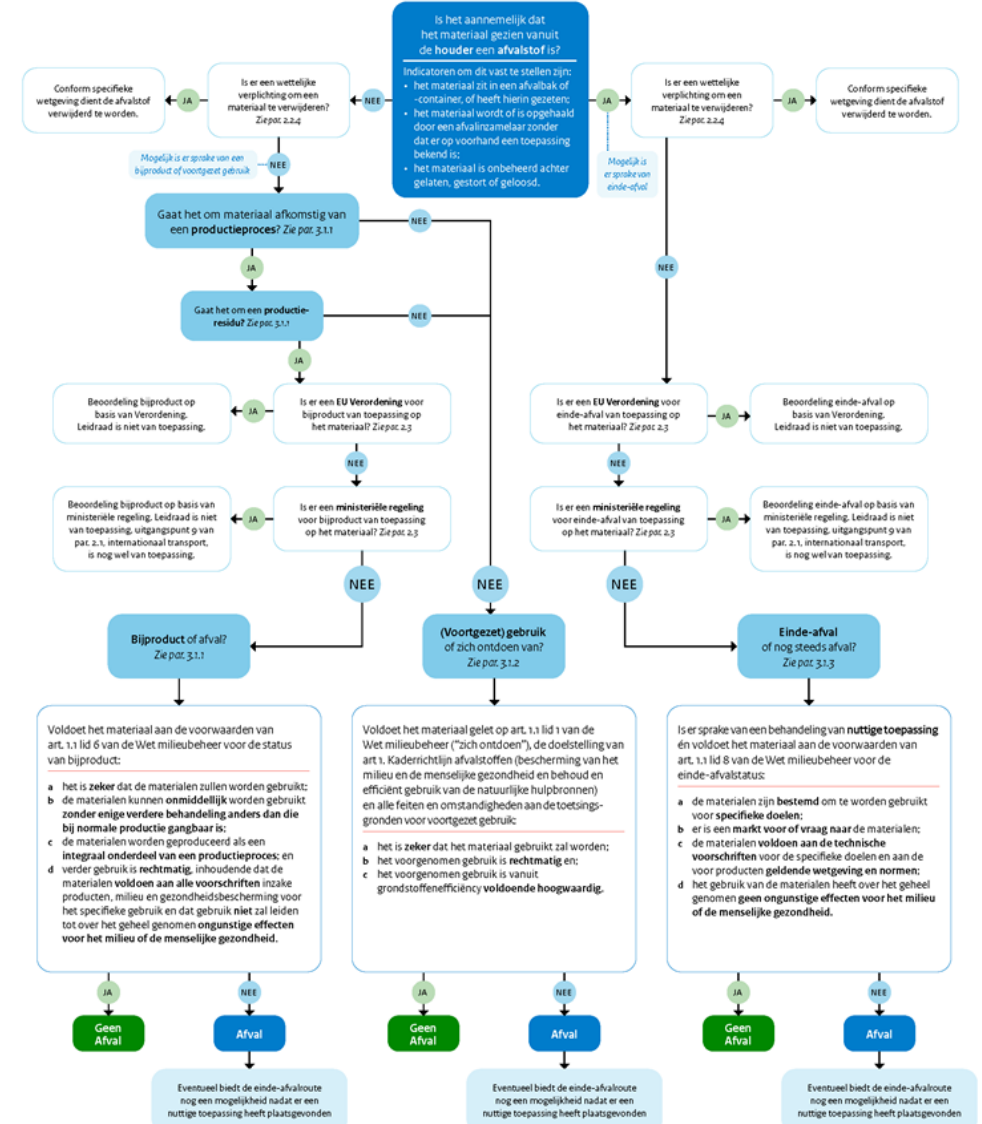 Is het aannemelijk dat
het materiaal gezien vanuit
de houder een afvalstof is?
Indicatoren om dit vast te stellen zijn:
• het materiaal zit in een afvalbak of
-container, of heeft hierin gezeten;
• het materiaal wordt of is opgehaald
door een afvalinzamelaar zonder
dat er op voorhand een toepassing
bekend is;
• het materiaal is onbeheerd achter
gelaten, gestort of geloosd.
NEE
Is er een wettelijke
verplichting om een
materiaal te verwijderen?
Zie par. 2.2.4
JA
Conform specifieke
wetgeving dient de afvalstof
verwijderd te worden.
JA
Is er een wettelijke
verplichting om een
materiaal te verwijderen?
Zie par. 2.2.4
JA
Conform specifieke
wetgeving dient de afvalstof
verwijderd te worden.
Mogelijk is er sprake van een
bijproduct of voortgezet gebruik
NEE
Mogelijk is
er sprake van
einde-afval
Gaat het om materiaal afkomstig van
een productieproces? Zie par. 3.1.1
NEE
JA
NEE
Gaat het om een productie-
residu? Zie par. 3.1.1
NEE
JA
Is er een EU Verordening voor
bijproduct van toepassing op
het materiaal? Zie par. 2.3
JA
Beoordeling bijproduct op
basis van Verordening.
Leidraad is niet van toepassing.
Is er een EU Verordening voor
einde-afval van toepassing op
het materiaal? Zie par. 2.3
JA
Beoordeling einde-afval op
basis van Verordening.
Leidraad is niet van toepassing.
NEE
NEE
Is er een ministeriële regeling
voor bijproduct van toepassing
op het materiaal? Zie par. 2.3
JA
Beoordeling bijproduct op basis van
ministeriële regeling. Leidraad is niet
van toepassing, uitgangspunt 9 van
par. 2.1, internationaal transport,
is nog wel van toepassing.
Is er een ministeriële regeling
voor einde-afval van toepassing
op het materiaal? Zie par. 2.3
JA
Beoordeling einde-afval op basis van
ministeriële regeling. Leidraad is niet
van toepassing, uitgangspunt 9 van
par. 2.1, internationaal transport,
is nog wel van toepassing.
NEE
NEE
NEE
Bijproduct of afval?
Zie par. 3.1.1
(Voortgezet) gebruik
of zich ontdoen van?
Zie par. 3.1.2
Einde-afval
of nog steeds afval?
Zie par. 3.1.3
Voldoet het materiaal aan de voorwaarden van
art. 1.1 lid 6 van de Wet milieubeheer voor de status
van bijproduct:
a het is zeker dat de materialen zullen worden gebruikt;
b de materialen kunnen onmiddellijk worden gebruikt
zonder enige verdere behandeling anders dan die
bij normale productie gangbaar is;
c de materialen worden geproduceerd als een
integraal onderdeel van een productieproces; en
d verder gebruik is rechtmatig, inhoudende dat de
materialen voldoen aan alle voorschriften inzake
producten, milieu en gezondheidsbescherming voor
het specifieke gebruik en dat gebruik niet zal leiden
tot over het geheel genomen ongunstige effecten
voor het milieu of de menselijke gezondheid.
Voldoet het materiaal gelet op art. 1.1 lid 1 van de
Wet milieubeheer ("zich ontdoen"), de doelstelling van
art 1. Kaderrichtlijn afvalstoffen (bescherming van het
milieu en de menselijke gezondheid en behoud en
efficiënt gebruik van de natuurlijke hulpbronnen)
en alle feiten en omstandigheden aan de toetsings-
gronden voor voortgezet gebruik:
a het is zeker dat het materiaal gebruikt zal worden;
b het voorgenomen gebruik is rechtmatig en;
c het voorgenomen gebruik is vanuit
grondstoffenefficiëncy voldoende hoogwaardig.
Is er sprake van een behandeling van nuttige toepassing
én voldoet het materiaal aan de voorwaarden van
art. 1.1 lid 8 van de Wet milieubeheer voor de
einde-afvalstatus:
a de materialen zijn bestemd om te worden gebruikt
voor specifieke doelen;
b er is een markt voor of vraag naar de materialen;
c de materialen voldoen aan de technische
voorschriften voor de specifieke doelen en aan de
voor producten geldende wetgeving en normen;
d het gebruik van de materialen heeft over het geheel
genomen geen ongunstige effecten voor het milieu
of de menselijke gezondheid.
JA
NEE
JA
NEE
JA
NEE
Geen
Afval
Afval
Geen
Afval
Afval
Geen
Afval
Afval
Eventueel biedt de einde-afvalroute
nog een mogelijkheid nadat er een
nuttige toepassing heeft plaatsgevonden
Eventueel biedt de einde-afvalroute
nog een mogelijkheid nadat er een
nuttige toepassing heeft plaatsgevonden
Eventueel biedt de einde-afvalroute
nog een mogelijkheid nadat er een
nuttige toepassing heeft plaatsgevonden